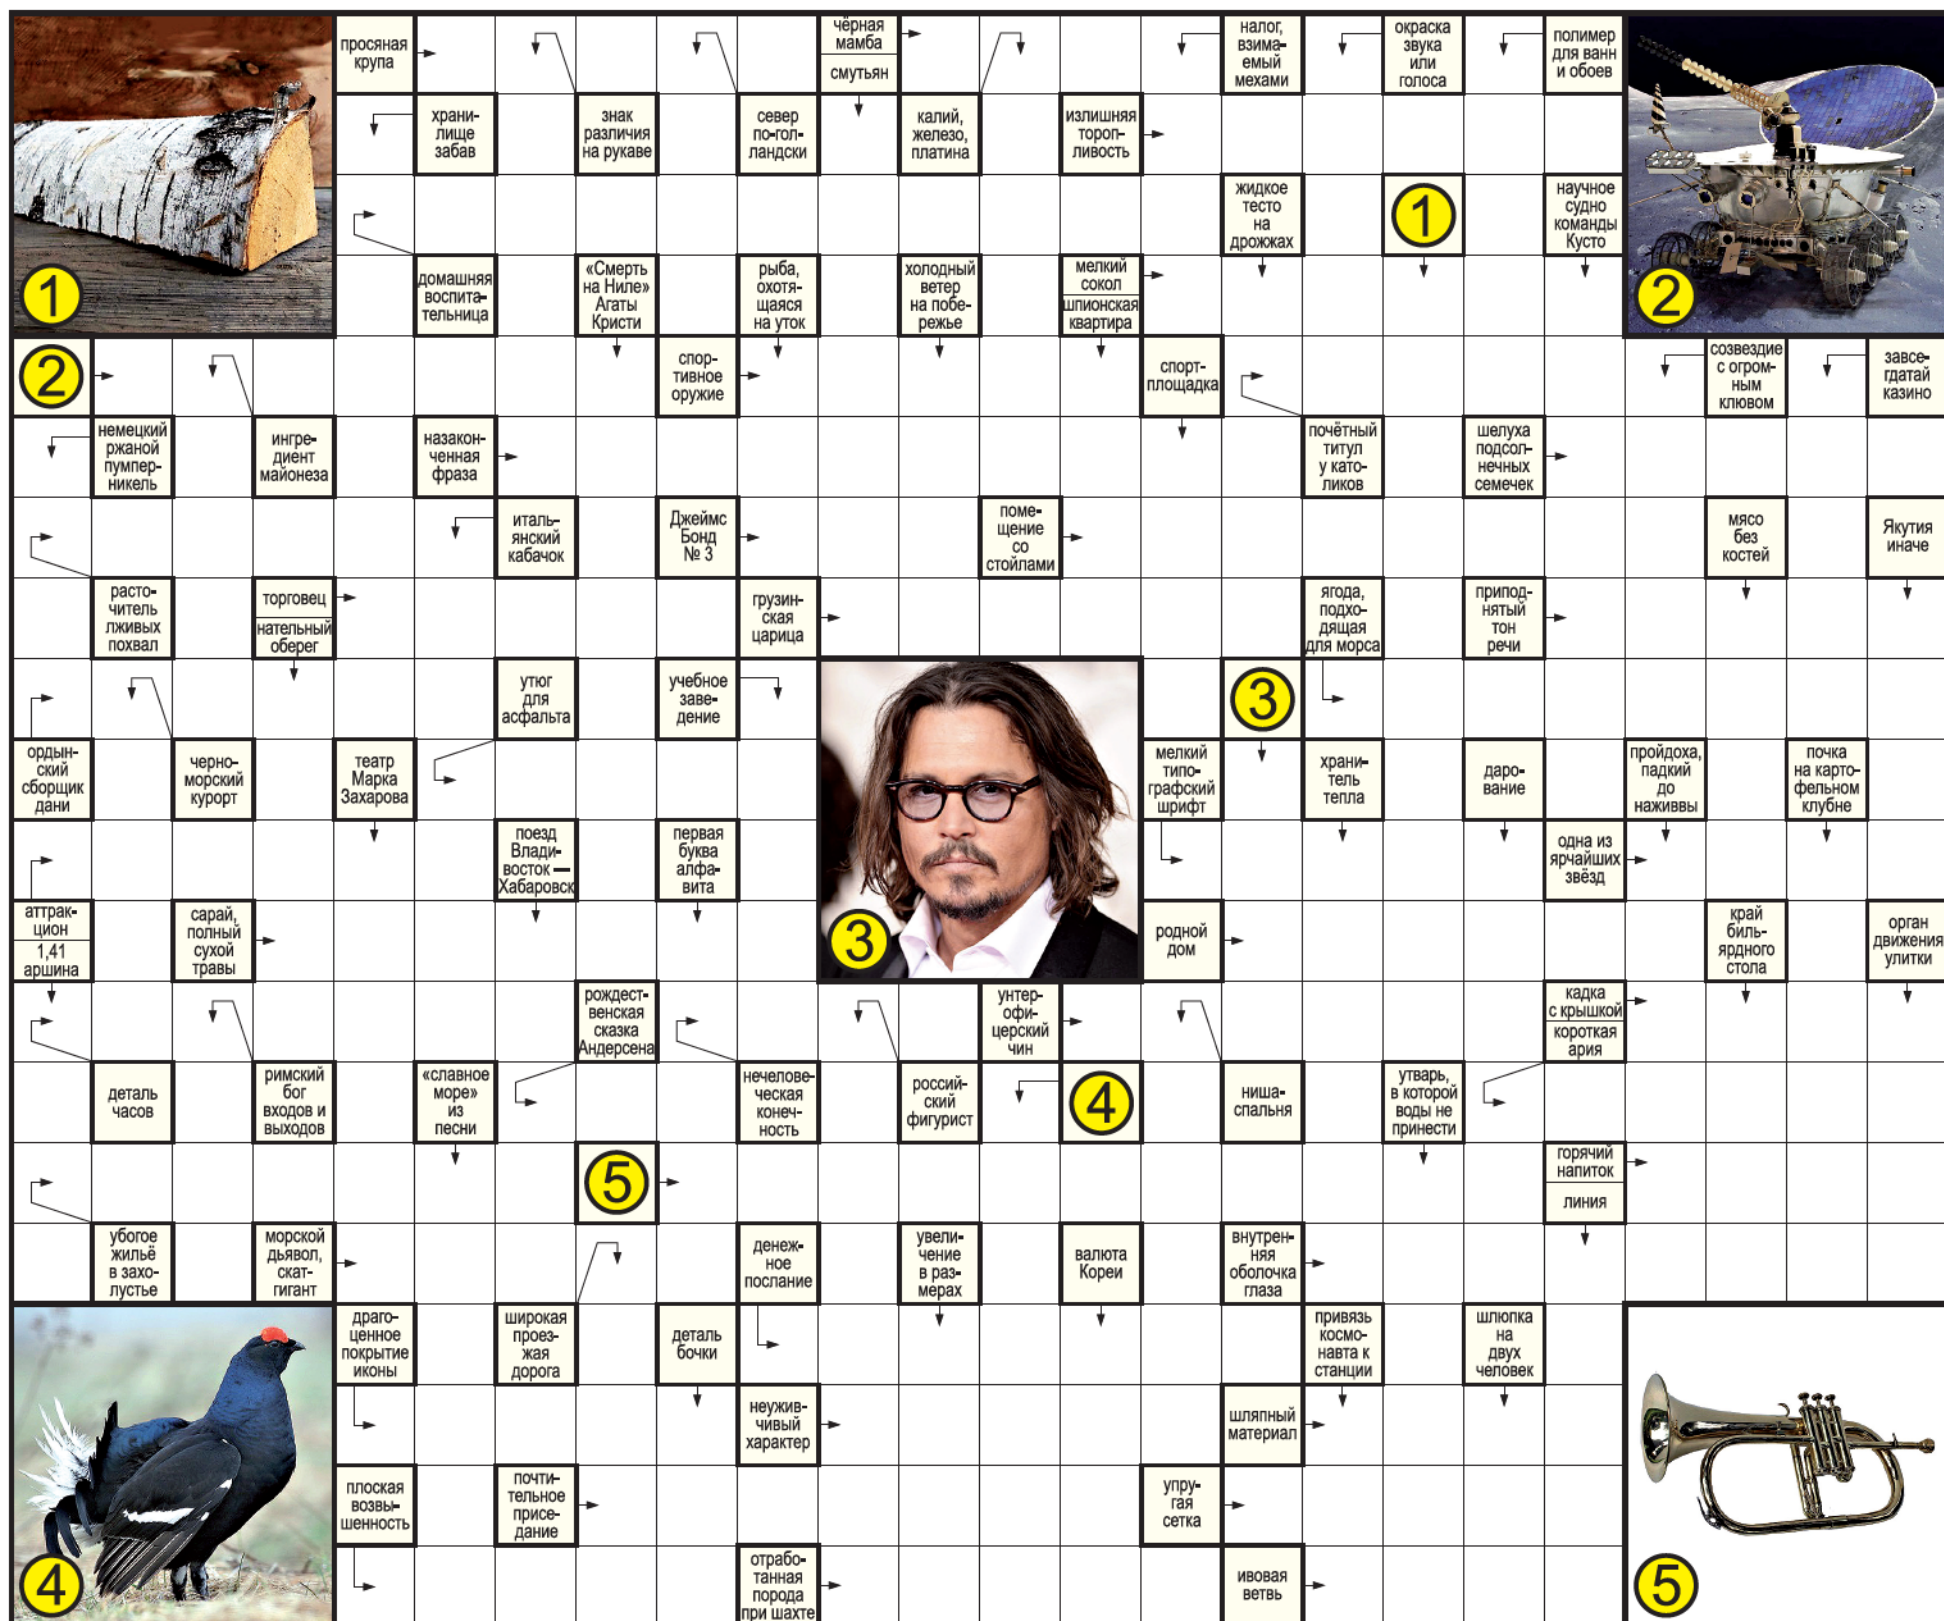 просяная
крупа
чёрная
мамба
смутьян
налог,
взима-
емый
мехами
окраска
звука
или
голоса
полимер
для ванн
и обоев
храни-
лище
забав
знак
различия
на рукаве
север
по-гол-
ландски
калий,
железо,
платина
излишняя
тороп-
ливость
жидкое
тесто
на
дрожжах
1
научное
судно
команды
Кусто
1
домашняя
воспита-
тельница
«Смерть
на Ниле»
Агаты
Кристи
рыба,
охотя-
щаяся
на уток
холодный
ветер
на побе-
режье
мелкий
сокол
шпионская
квартира
2
2
спор-
тивное
оружие
спорт-
площадка
созвездие
с огром-
ным
клювом
завсе-
гдатай
казино
немецкий
ржаной
пумпер-
никель
ингре-
диент
майонеза
назакон-
ченная
фраза
почётный
титул
у като-
ликов
шелуха
подсол-
нечных
семечек
italь-
янский
кабачок
Джеймс
Бонд
№ 3
поме-
щение
со
стойлами
мясо
без
костей
Якутия
иначе
расто-
читель
лживых
похвал
торговец
нательный
оберег
грузин-
ская
царица
ягода,
подхо-
дящая
для морса
припод-
нятый
тон
речи
утюг
для
асфальта
учебное
заве-
дение
3
ордын-
ский
сборщик
дани
черно-
морский
курорт
театр
Марка
Захарова
мелкий
типо-
графский
шрифт
храни-
тель
тепла
даро-
вание
пройдоха,
падкий
до
наживвы
почка
на карто-
фельном
клубне
поезд
Влади-
восток —
Хабаровск
первая
буква
алфа-
вита
одна из
ярчайших
звёзд
аттрак-
цион
1,41
аршина
сарай,
полный
сухой
травы
3
родной
дом
край
биль-
ярдного
стола
орган
движения
улитки
рождест-
венская
сказка
Андерсена
унтер-
офи-
церский
чин
кадка
с крышкой
короткая
ария
деталь
часов
римский
бог
входов и
выходов
«славное
море»
из
песни
нечелове-
ческая
конеч-
ность
россий-
ский
фигурист
4
ниша-
спальня
утварь,
в которой
воды не
принести
5
горячий
напиток
линия
убогое
жильё
в захо-
лустье
морской
дьявол,
скат-
гигант
денеж-
ное
послание
увели-
чение
в раз-
мерах
валюта
Кореи
внутрен-
няя
оболочка
глаза
драго-
ценное
покрытие
иконы
широкая
проез-
жая
дорога
деталь
бочки
привязь
космо-
навта к
станции
шлюпка
на
двух
человек
неужив-
чивый
характер
шляпный
материал
плоская
возвы-
шенность
почти-
тельное
присе-
дание
упру-
гая
сетка
4
отрабо-
танная
порода
при шахте
ивовая
ветвь
5